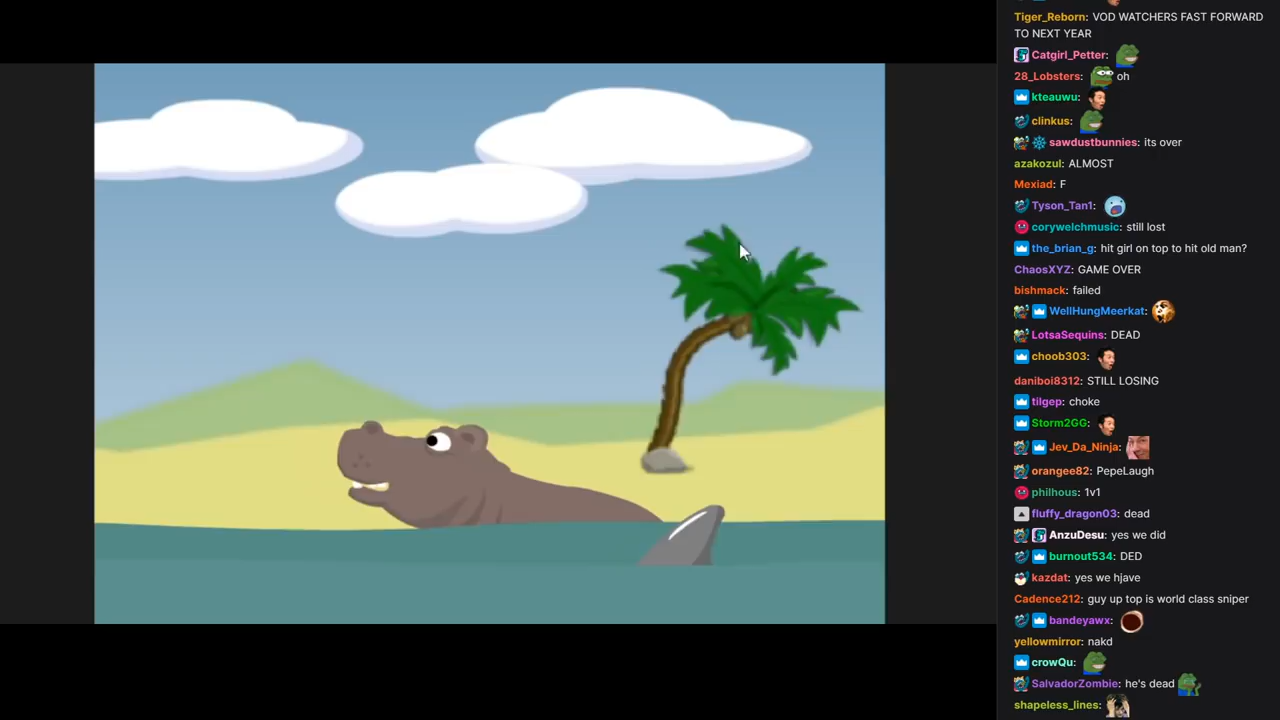 Tiger_Reborn: VOD WATCHERS FAST FORWARD
TO NEXT YEAR
Catgirl_Petter:
28_Lobsters: oh
kteauwu:
clinkus:
sawdustbunnies: its over
azakozul: ALMOST
Mexiad: F
Tyson_Tan1:
corywelchmusic: still lost
the_brian_g: hit girl on top to hit old man?
ChaosXYZ: GAME OVER
bishmack: failed
WellHungMeerkat:
LotsaSequins: DEAD
choob303:
daniboi8312: STILL LOSING
tilgep: choke
Storm2GG:
Jev_Da_Ninja:
orangee82: PepeLaugh
philhous: 1v1
fluffy_dragon03: dead
AnzuDesu: yes we did
burnout534: DED
kazdat: yes we hjave
Cadence212: guy up top is world class sniper
bandeyawx:
yellowmirror: nakd
crowQu:
SalvadorZombie: he's dead
shapeless_lines: